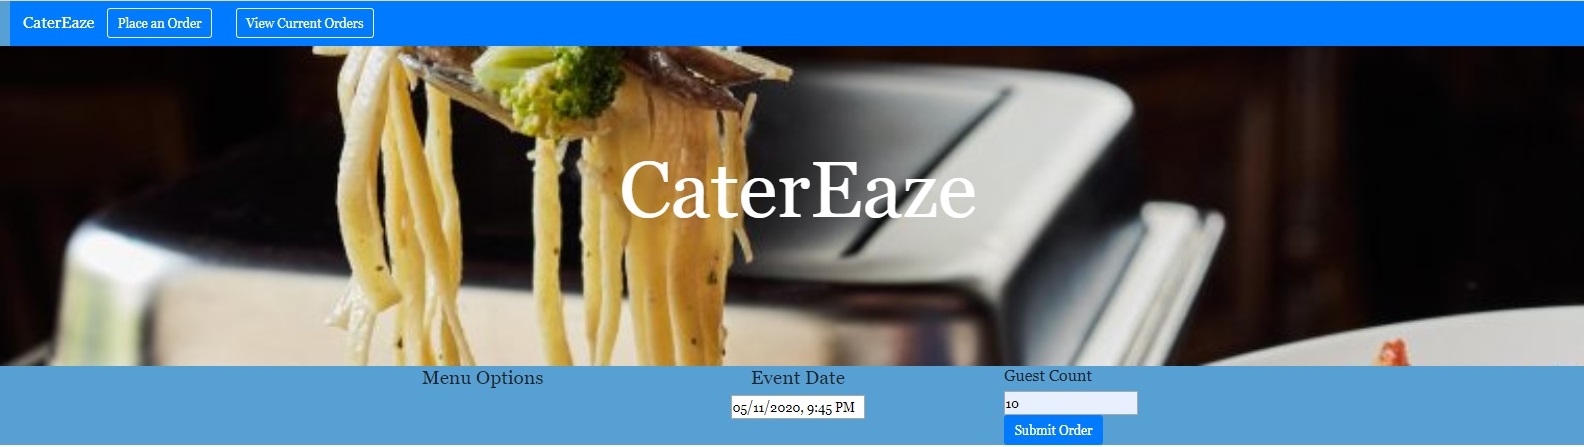 CaterEaze Place an Order View Current Orders
CaterEaze
Menu Options Event Date Guest Count
05/11/2020, 9:45 PM 10
Submit Order